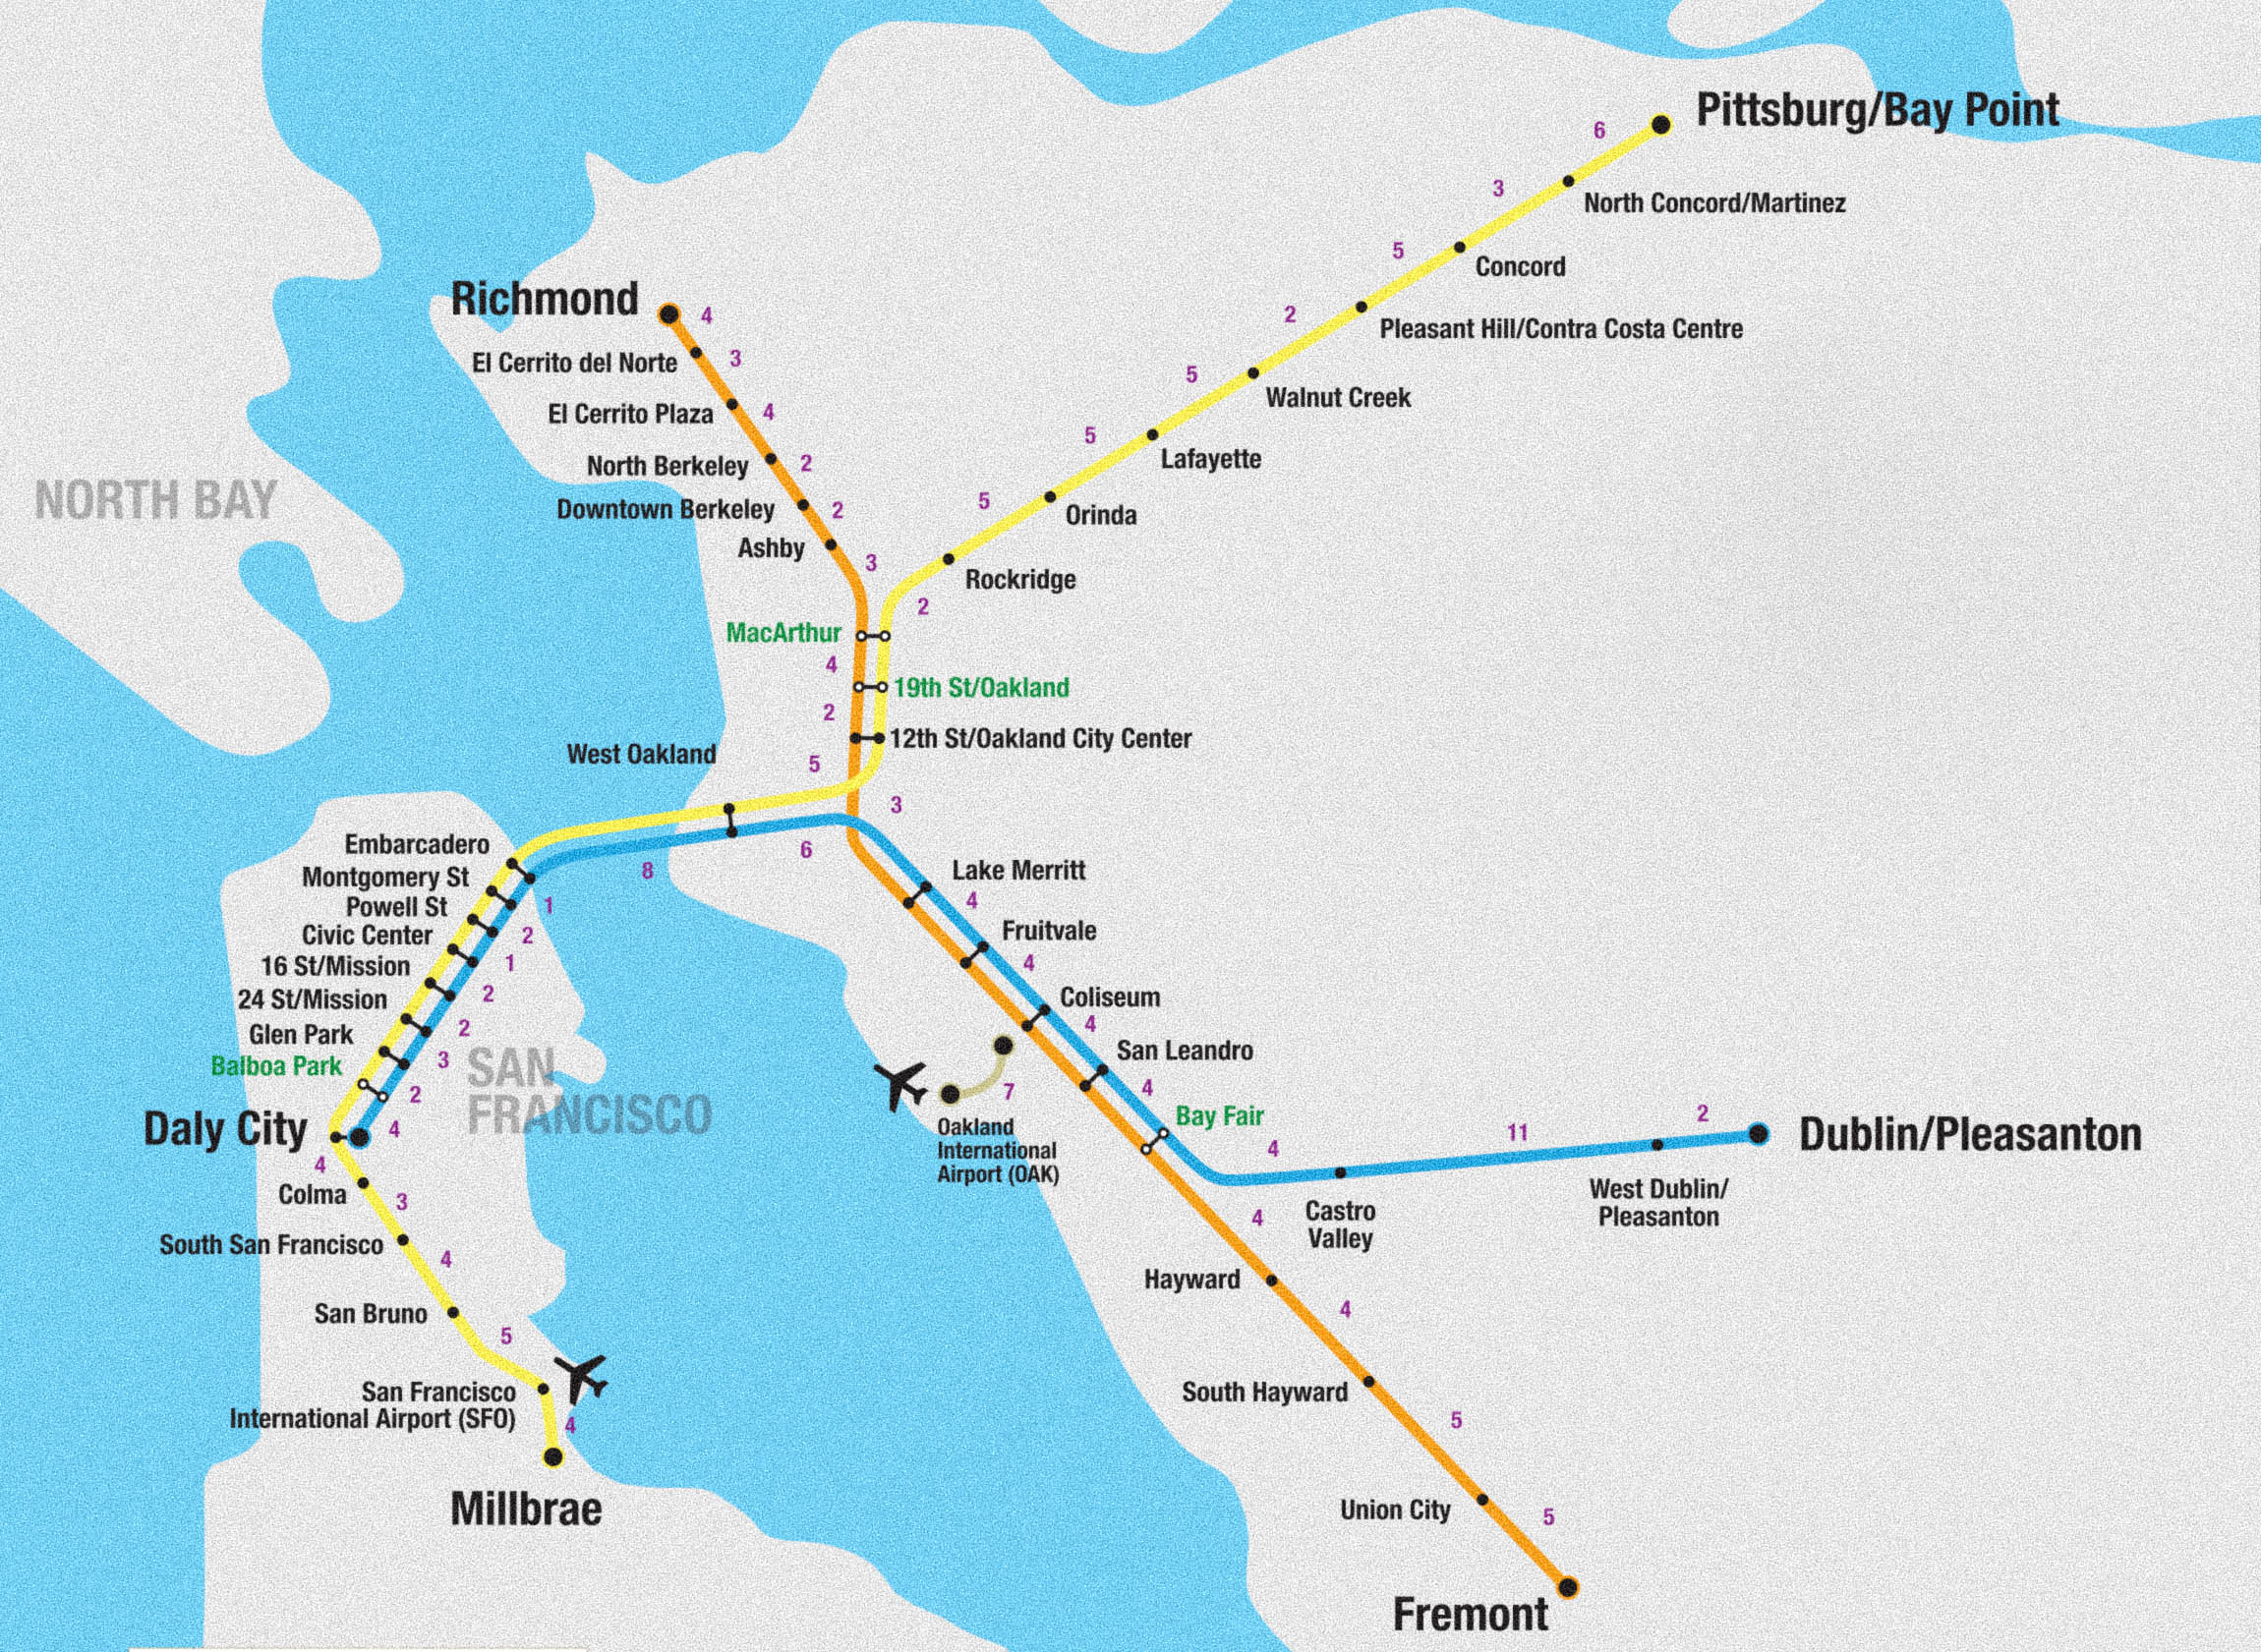 Pittsburg/Bay Point
6
3
North Concord/Martinez
5
Concord
Richmond
4
2
Pleasant Hill/Contra Costa Centre
El Cerrito del Norte
3
5
Walnut Creek
El Cerrito Plaza
4
5
Lafayette
North Berkeley
2
NORTH BAY
5
Orinda
Downtown Berkeley
2
Ashby
3
Rockridge
2
MacArthur
4
19th St/Oakland
2
12th St/Oakland City Center
West Oakland
5
3
Embarcadero
8
6
Lake Merritt
Montgomery St
4
Powell St
1
Civic Center
2
Fruitvale
16 St/Mission
1
4
24 St/Mission
2
Coliseum
Glen Park
2
4
Balboa Park
3
San Leandro
SAN
FRANCISCO
2
7
4
Bay Fair
2
Daly City
4
Oakland
International
Airport (OAK)
4
11
Dublin/Pleasanton
4
Colma
3
West Dublin/
Pleasanton
4
Castro
Valley
South San Francisco
4
Hayward
San Bruno
5
4
San Francisco
International Airport (SFO)
4
South Hayward
5
Millbrae
Union City
5
Fremont